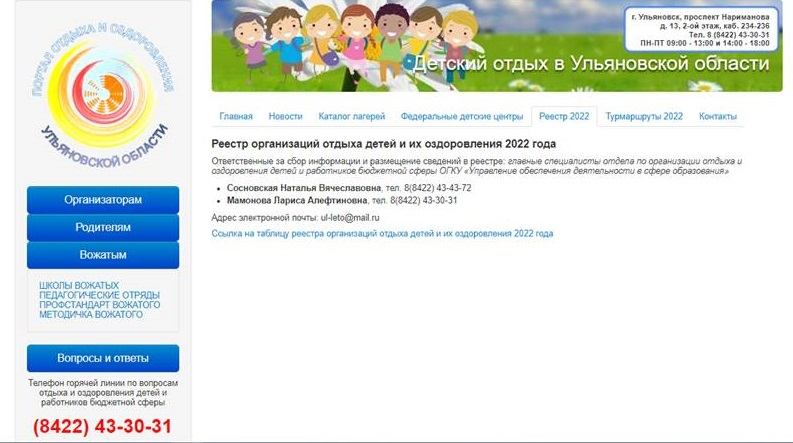 ПОРТАЛ ОТДЫХА И ОЗДОРОВЛЕНИЯ
УЛЬЯНОВСКОЙ ОБЛАСТИ
г. Ульяновск, проспект Нариманова
д. 13, 2-ой этаж, каб. 234-236
Тел. 8 (8422) 43-30-31
ПН-ПТ 09:00 - 13:00 и 14:00 - 18:00
Детский отдых в Ульяновской области
Главная Новости Каталог лагерей Федеральные детские центры Реестр 2022 Турмаршруты 2022 Контакты
Реестр организаций отдыха детей и их оздоровления 2022 года
Ответственные за сбор информации и размещение сведений в реестре: главные специалисты отдела по организации отдыха и
оздоровления детей и работников бюджетной сферы ОГКУ «Управление обеспечения деятельности в сфере образования»
Сосновская Наталья Вячеславовна, тел. 8(8422) 43-43-72
Мамонова Лариса Алефтиновна, тел. 8(8422) 43-30-31
Адрес электронной почты: ul-leto@mail.ru
Ссылка на таблицу реестра организаций отдыха детей и их оздоровления 2022 года
Организаторам
Родителям
Вожатым
ШКОЛЫ ВОЖАТЫХ
ПЕДАГОГИЧЕСКИЕ ОТРЯДЫ
ПРОФСТАНДАРТ ВОЖАТОГО
МЕТОДИЧКА ВОЖАТОГО
Вопросы и ответы
Телефон горячей линии по вопросам
отдыха и оздоровления детей и
работников бюджетной сферы
(8422) 43-30-31